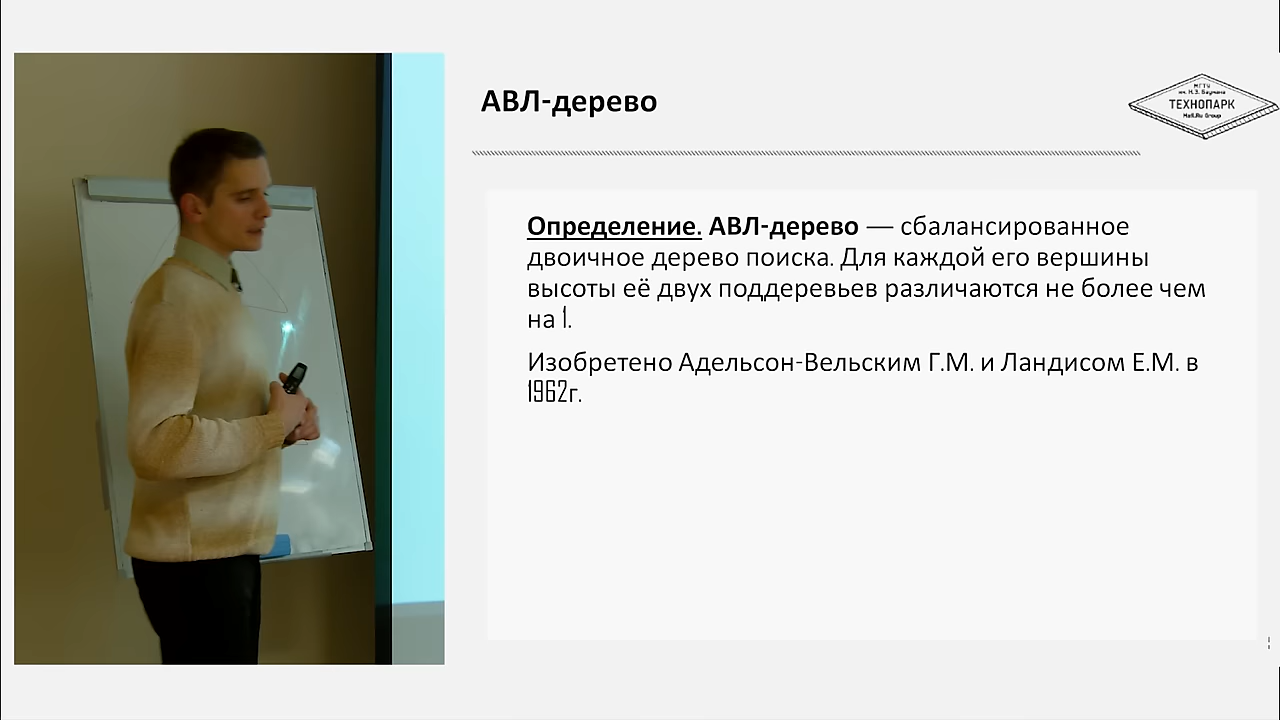 АВЛ-дерево
МГТУ
им. Н.Э. Баумана
ТЕХНОПАРК
Mail.Ru Group
Определение. АВЛ-дерево — сбалансированное
двоичное дерево поиска. Для каждой его вершины
высоты её двух поддеревьев различаются не более чем
на 1.
Изобретено Адельсон-Вельским Г.М. и Ландисом Е.М. в
1962г.